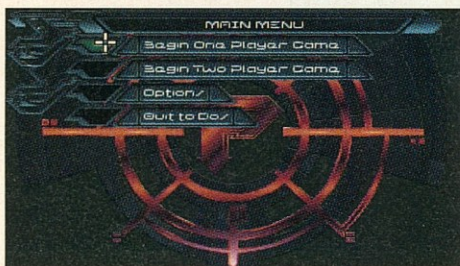 MAIN MENU
Begin One Player Game
Begin Two Player Game
Options
Quit to Dos